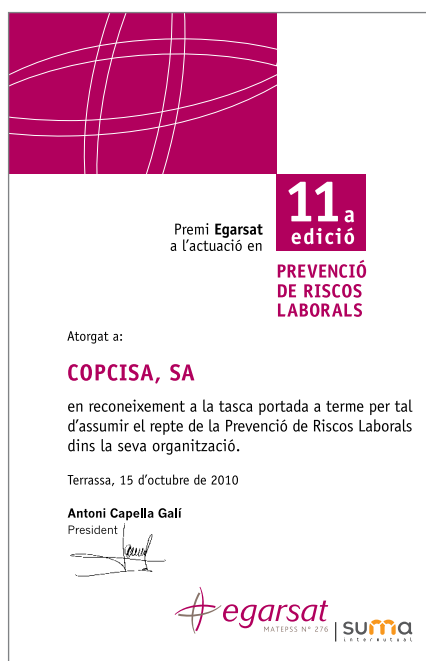 11a
edició
Premi Egarsat
a l'actuació en
PREVENCIÓ
DE RISCOS
LABORALS
Atorgat a:
COPCISA, SA
en reconeixement a la tasca portada a terme per tal
d'assumir el repte de la Prevenció de Riscos Laborals
dins la seva organització.
Terrassa, 15 d'octubre de 2010
Antoni Capella Galí
President
egarsat
MATEPSS Nº 276
suma
intermutual